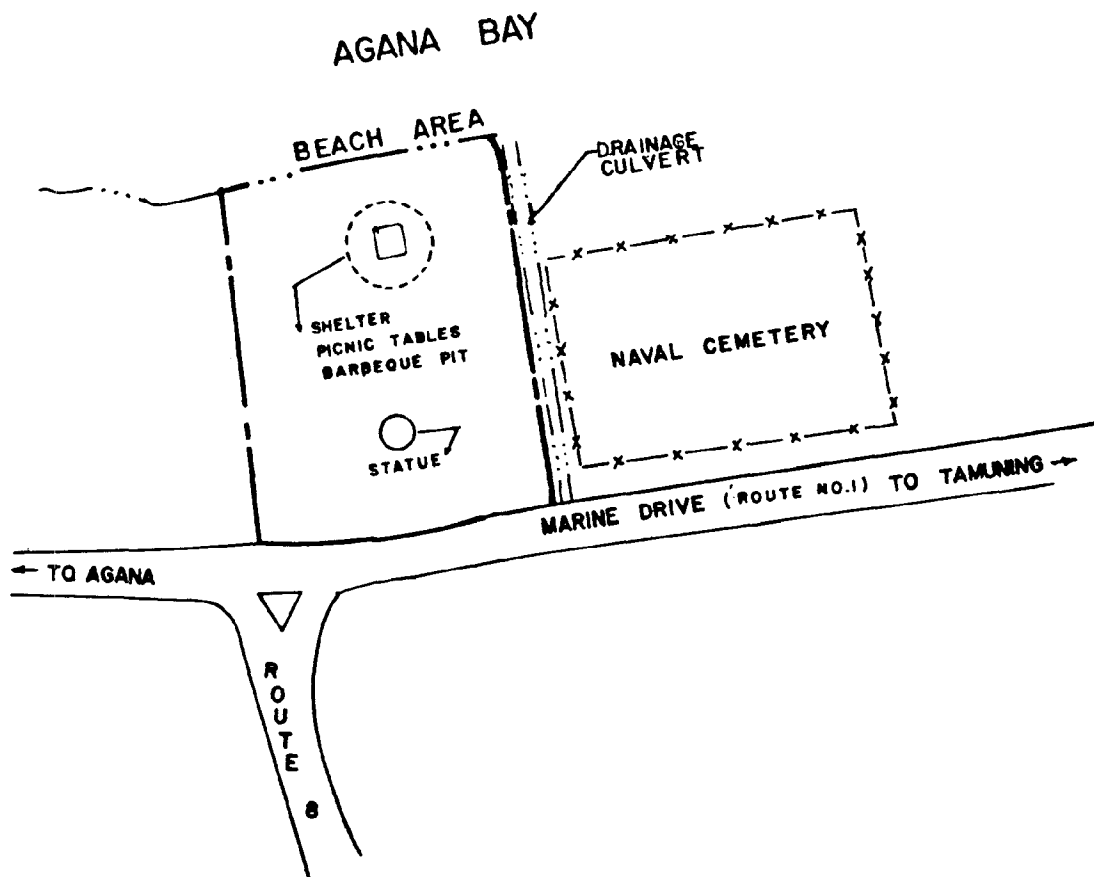 AGANA BAY
BEACH AREA
DRAINAGE
CULVERT
SHELTER
PICNIC TABLES
BARBEQUE PIT
NAVAL CEMETERY
STATUE
MARINE DRIVE (ROUTE NO.1) TO TAMUNING
TO AGANA
ROUTE 8